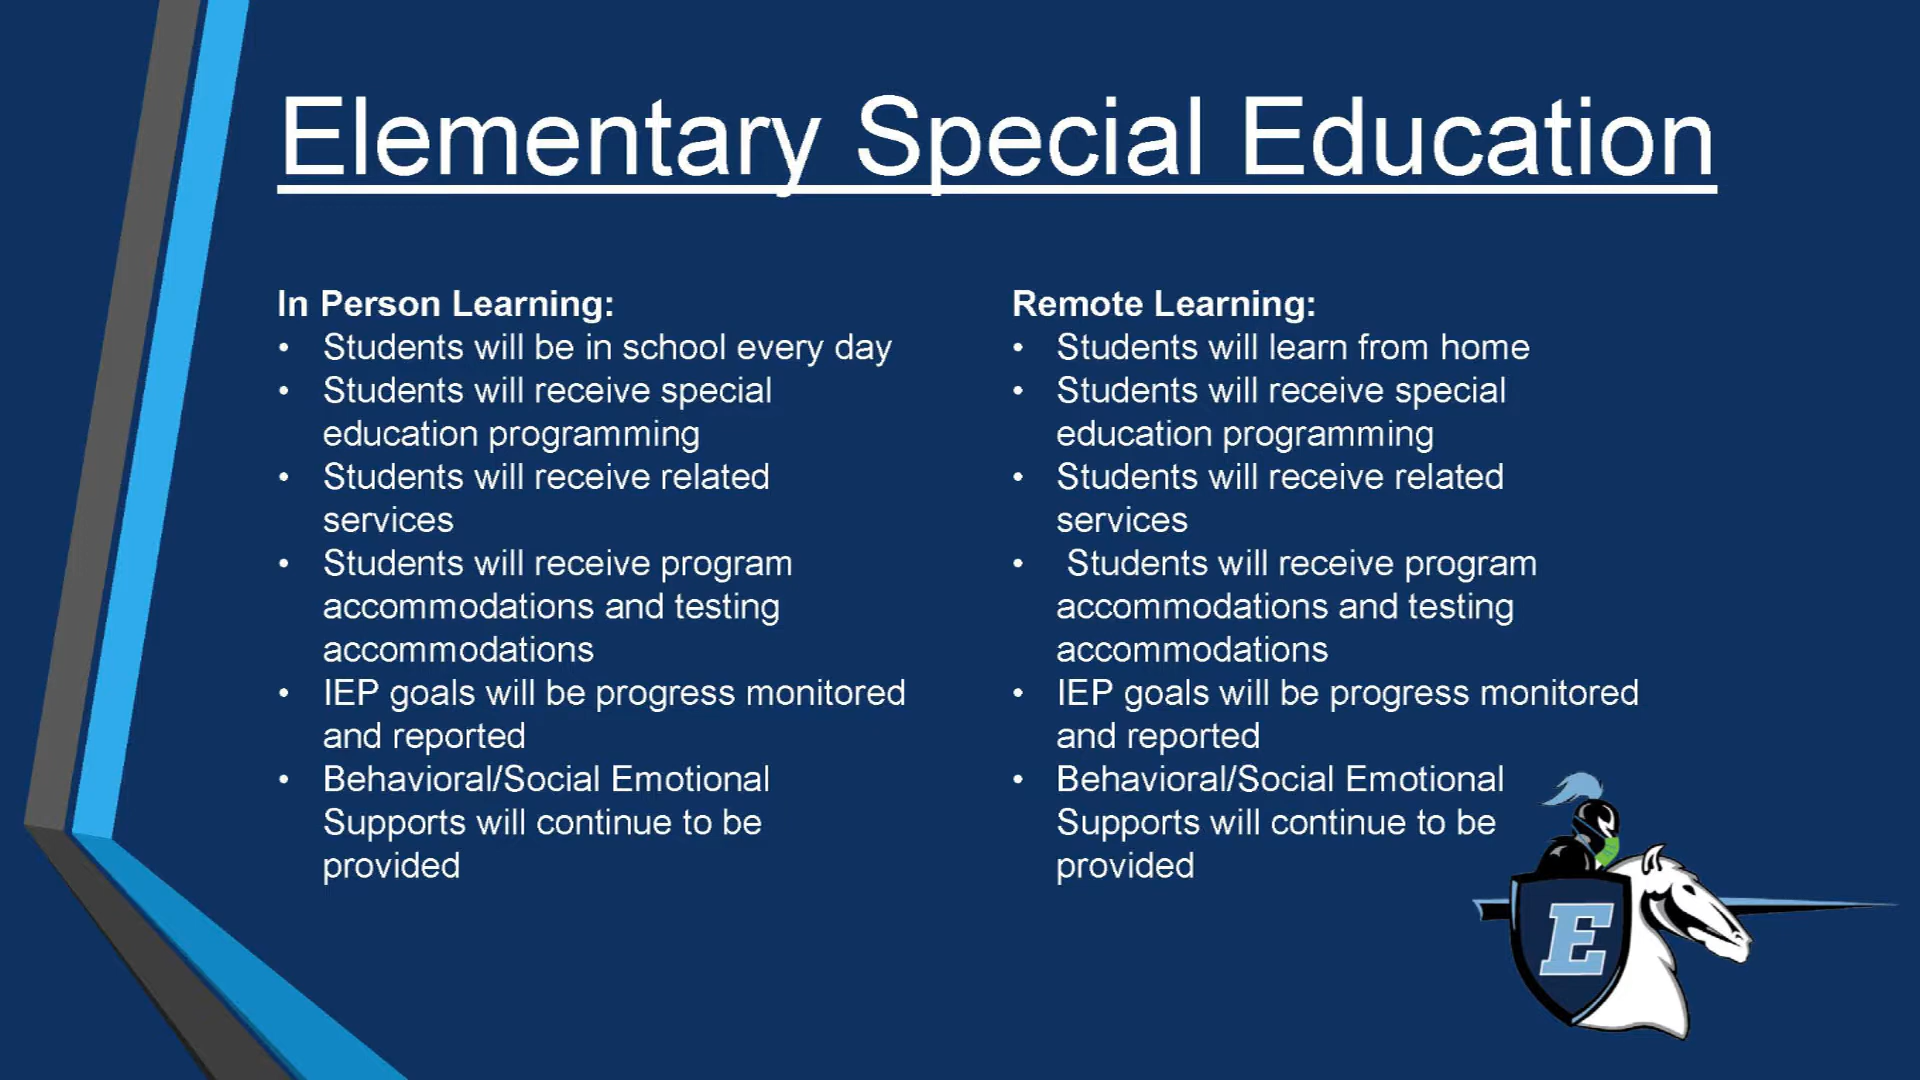 Elementary Special Education
In Person Learning:
• Students will be in school every day
• Students will receive special
education programming
• Students will receive related
services
• Students will receive program
accommodations and testing
accommodations
• IEP goals will be progress monitored
and reported
• Behavioral/Social Emotional
Supports will continue to be
provided
Remote Learning:
• Students will learn from home
• Students will receive special
education programming
• Students will receive related
services
• Students will receive program
accommodations and testing
accommodations
• IEP goals will be progress monitored
and reported
• Behavioral/Social Emotional
Supports will continue to be
provided
E